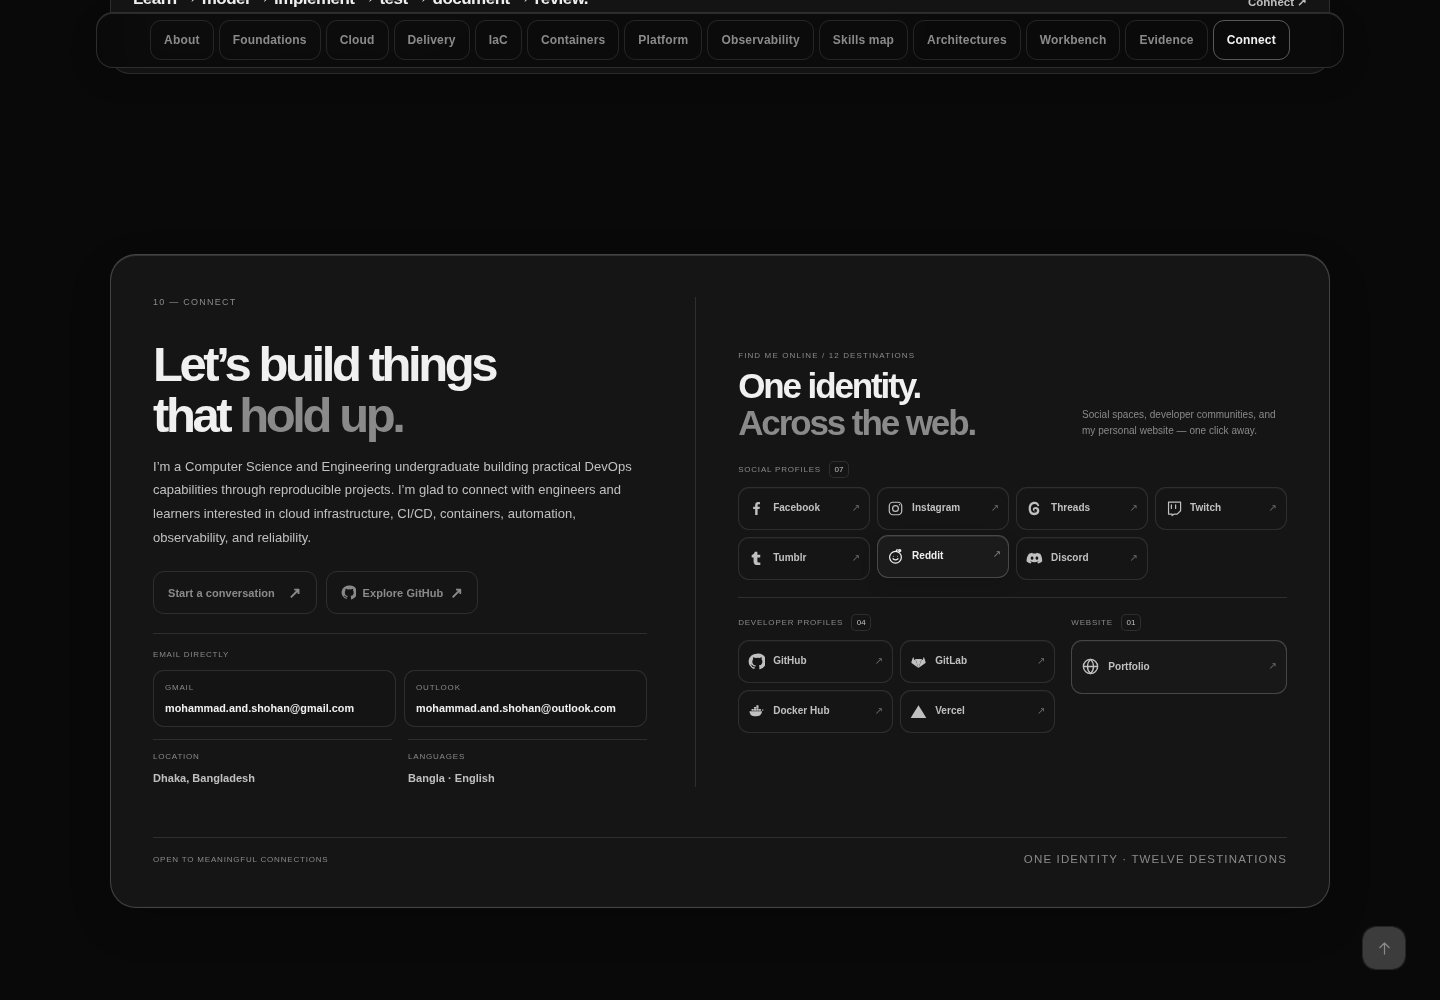 Learn → model → implement → test → document → review.
Connect ↗
About Foundations Cloud Delivery IaC Containers Platform Observability Skills map Architectures Workbench Evidence Connect
10 — CONNECT
Let’s build things
that hold up.
I’m a Computer Science and Engineering undergraduate building practical DevOps
capabilities through reproducible projects. I’m glad to connect with engineers and
learners interested in cloud infrastructure, CI/CD, containers, automation,
observability, and reliability.
Start a conversation ↗ Explore GitHub ↗
EMAIL DIRECTLY
GMAIL
mohammad.and.shohan@gmail.com
OUTLOOK
mohammad.and.shohan@outlook.com
LOCATION
Dhaka, Bangladesh
LANGUAGES
Bangla · English
FIND ME ONLINE / 12 DESTINATIONS
One identity.
Across the web.
Social spaces, developer communities, and
my personal website — one click away.
SOCIAL PROFILES 07
Facebook ↗ Instagram ↗ Threads ↗ Twitch ↗
Tumblr ↗ Reddit ↗ Discord ↗
DEVELOPER PROFILES 04
GitHub ↗ GitLab ↗
Docker Hub ↗ Vercel ↗
WEBSITE 01
Portfolio ↗
OPEN TO MEANINGFUL CONNECTIONS
ONE IDENTITY · TWELVE DESTINATIONS